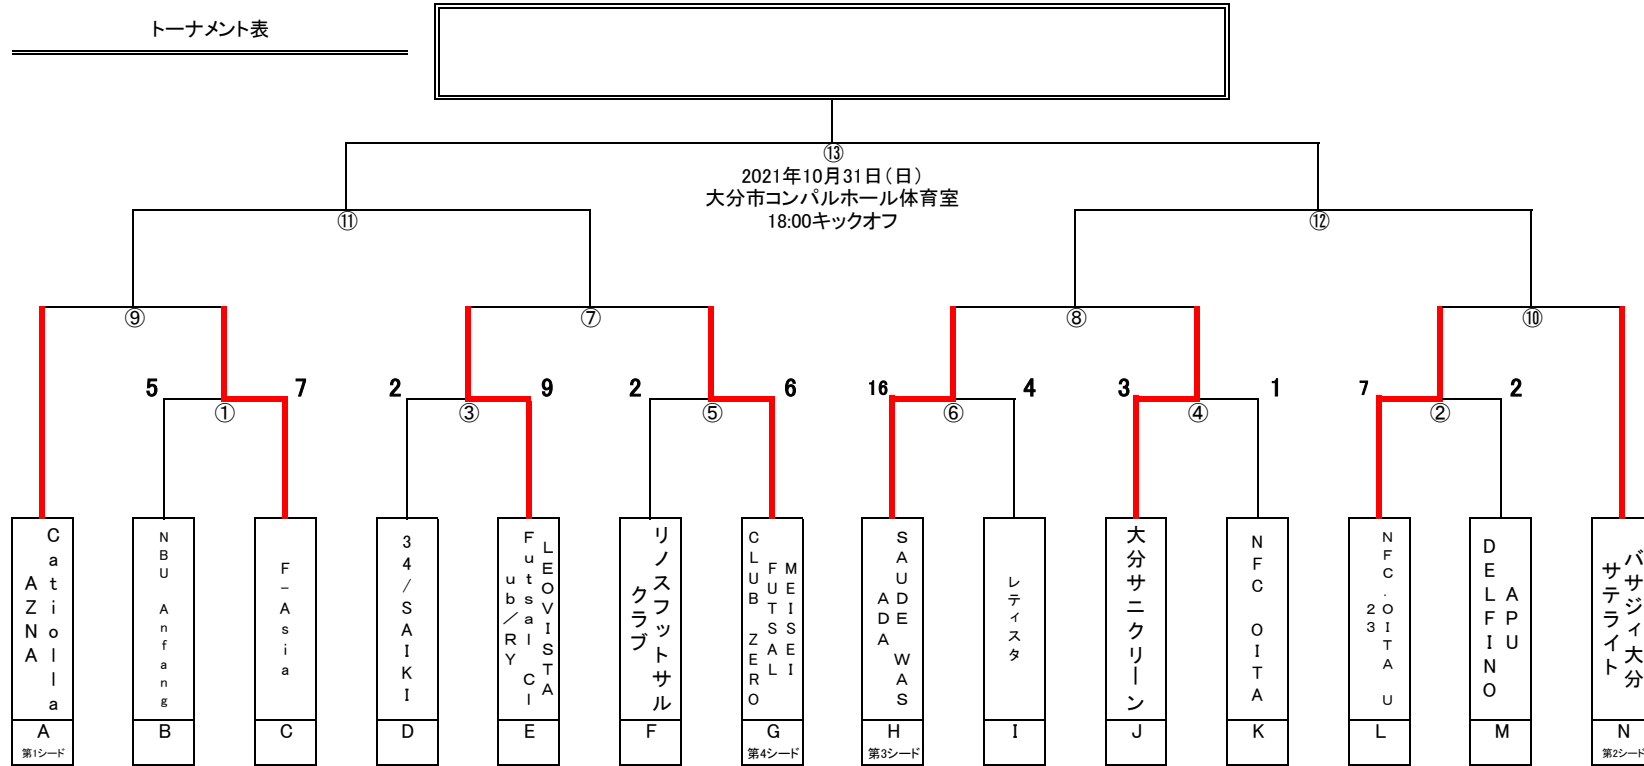 トーナメント表
⑬
2021年10月31日(日)
大分市コンパルホール体育室
18:00キックオフ
⑪
⑫
⑨
⑦
⑧
⑩
5
7
2
9
2
6
16
4
3
1
7
2
①
③
⑤
⑥
④
②
Catiolla
AZNA
NBU Anfang
F-Asia
34/SAIKI
LEOVISTA
Futsal Cl
ub/RY
リノスフットサル
クラブ
MEISEI
FUTSAL
CLUB ZERO
SAUDE WAS
ADA
レティスタ
大分サニクリーン
NFC OITA
NFC.OITA U
23
APU
DELFINO
バサジィ大分
サテライト
A
B
C
D
E
F
G
H
I
J
K
L
M
N
第1シード
第4シード
第3シード
第2シード